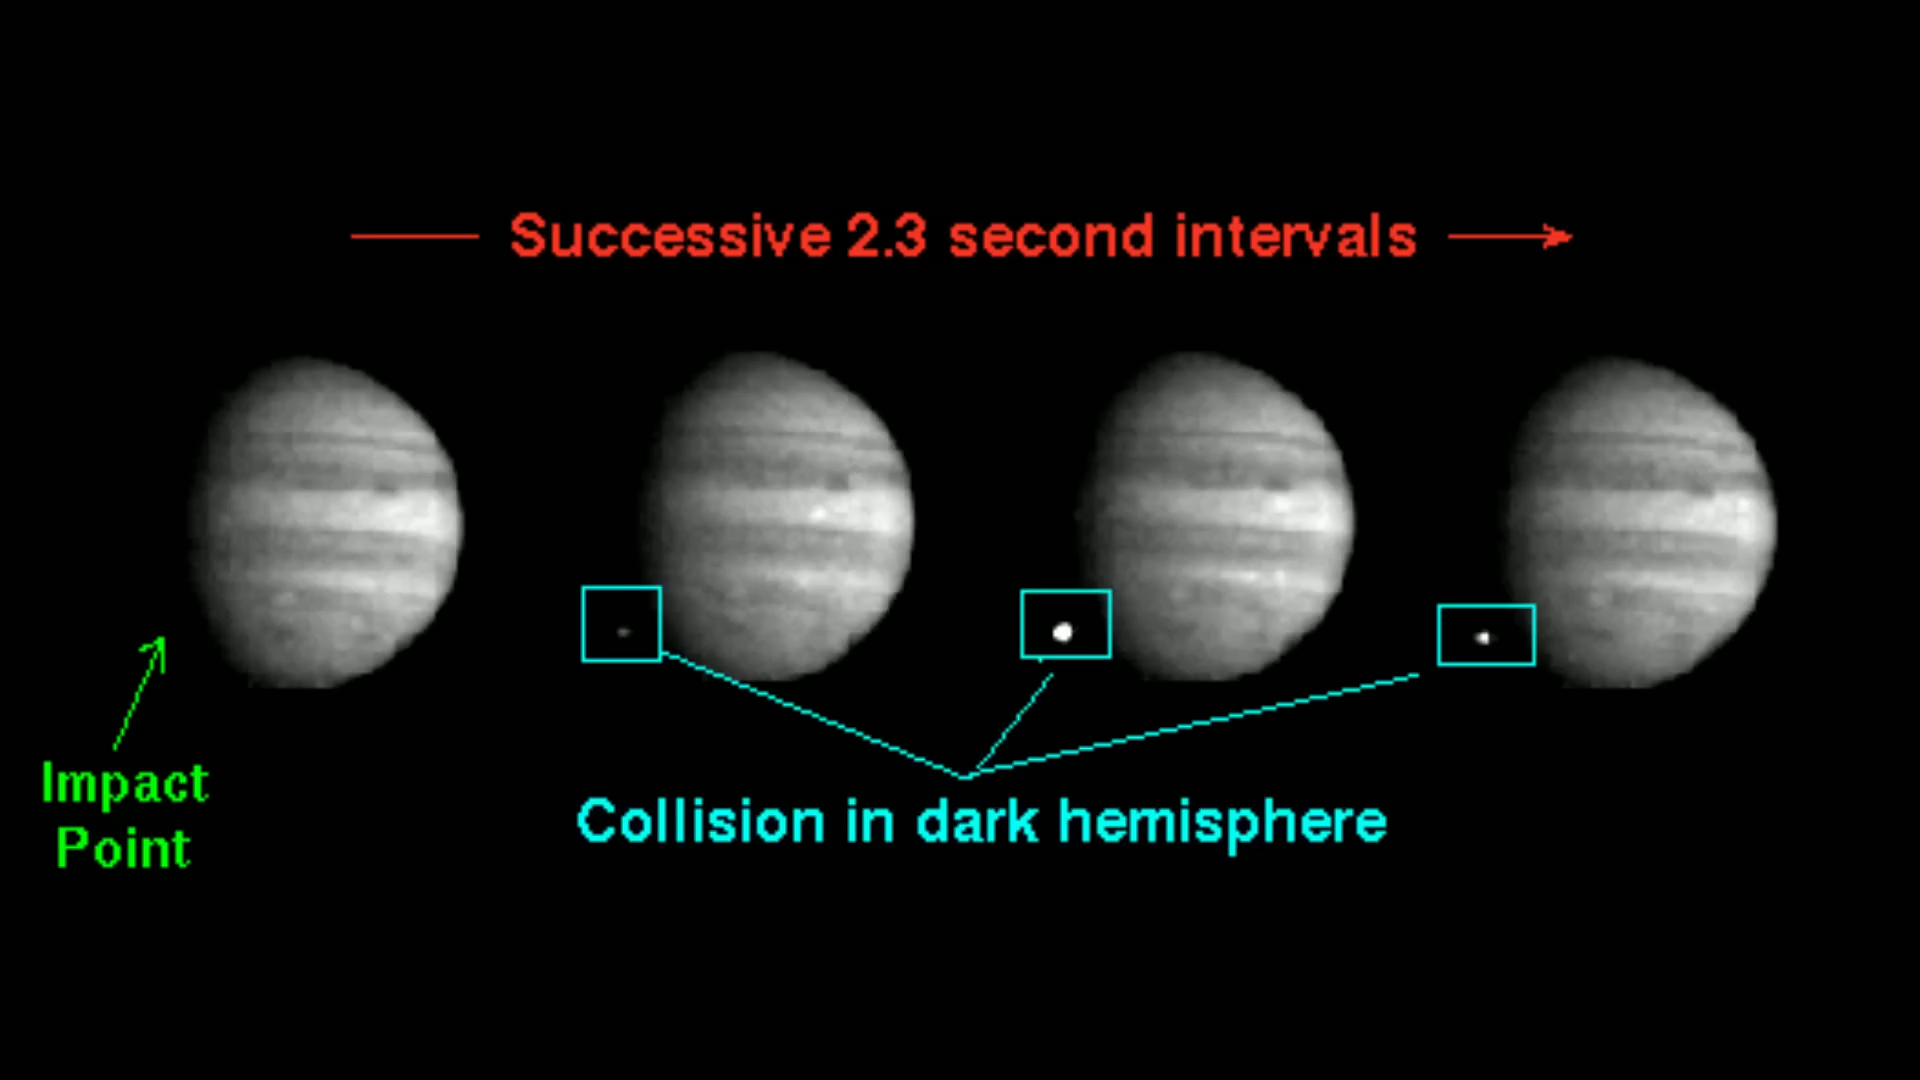 Successive 2.3 second intervals
Impact
Point
Collision in dark hemisphere